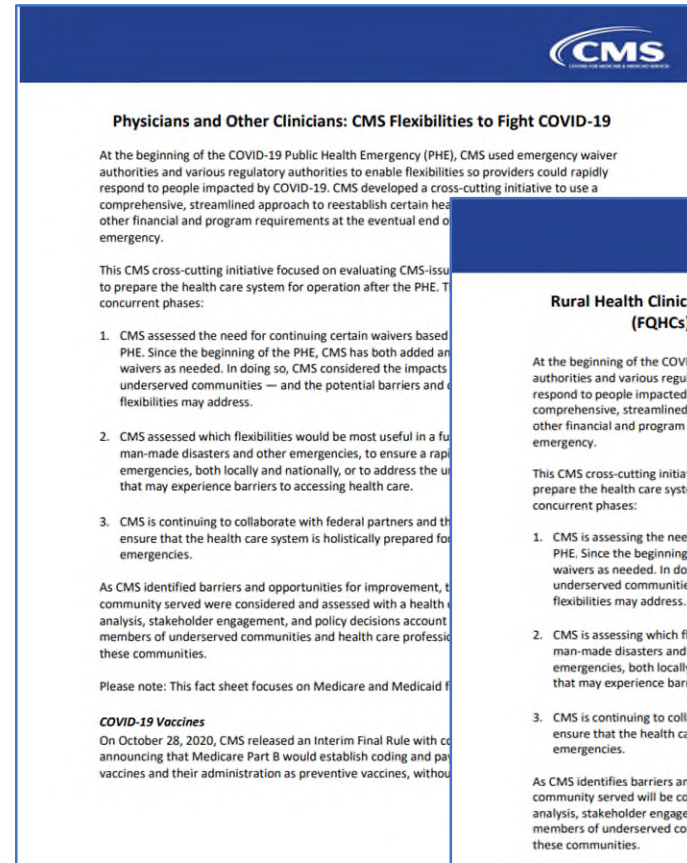 CMS
CENTERS FOR MEDICARE & MEDICAID SERVICES
Physicians and Other Clinicians: CMS Flexibilities to Fight COVID-19
At the beginning of the COVID-19 Public Health Emergency (PHE), CMS used emergency waiver
authorities and various regulatory authorities to enable flexibilities so providers could rapidly
respond to people impacted by COVID-19. CMS developed a cross-cutting initiative to use a
comprehensive, streamlined approach to reestablish certain hea
other financial and program requirements at the eventual end o
emergency.
This CMS cross-cutting initiative focused on evaluating CMS-issu
to prepare the health care system for operation after the PHE. T
concurrent phases:
1. CMS assessed the need for continuing certain waivers based
PHE. Since the beginning of the PHE, CMS has both added an
waivers as needed. In doing so, CMS considered the impacts
underserved communities — and the potential barriers and
flexibilities may address.
2. CMS assessed which flexibilities would be most useful in a fu
man-made disasters and other emergencies, to ensure a rapi
emergencies, both locally and nationally, or to address the u
that may experience barriers to accessing health care.
3. CMS is continuing to collaborate with federal partners and th
ensure that the health care system is holistically prepared for
emergencies.
As CMS identified barriers and opportunities for improvement, t
community served were considered and assessed with a health
analysis, stakeholder engagement, and policy decisions account
members of underserved communities and health care professio
these communities.
Please note: This fact sheet focuses on Medicare and Medicaid f
COVID-19 Vaccines
On October 28, 2020, CMS released an Interim Final Rule with co
announcing that Medicare Part B would establish coding and pay
vaccines and their administration as preventive vaccines, withou
Rural Health Clinic
(FQHCs)
At the beginning of the COVI
authorities and various regul
respond to people impacted
comprehensive, streamlined
other financial and program
emergency.
This CMS cross-cutting initia
prepare the health care syst
concurrent phases:
1. CMS is assessing the nee
PHE. Since the beginning
waivers as needed. In do
underserved communitie
flexibilities may address.
2. CMS is assessing which fl
man-made disasters and
emergencies, both locall
that may experience barr
3. CMS is continuing to coll
ensure that the health ca
emergencies.
As CMS identifies barriers an
community served will be co
analysis, stakeholder engage
members of underserved co
these communities.